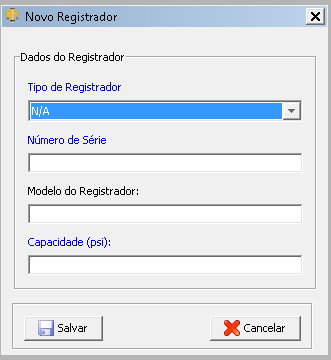 Novo Registrador
Dados do Registrador
Tipo de Registrador
N/A
Número de Série
Modelo do Registrador:
Capacidade (psi):
Salvar Cancelar